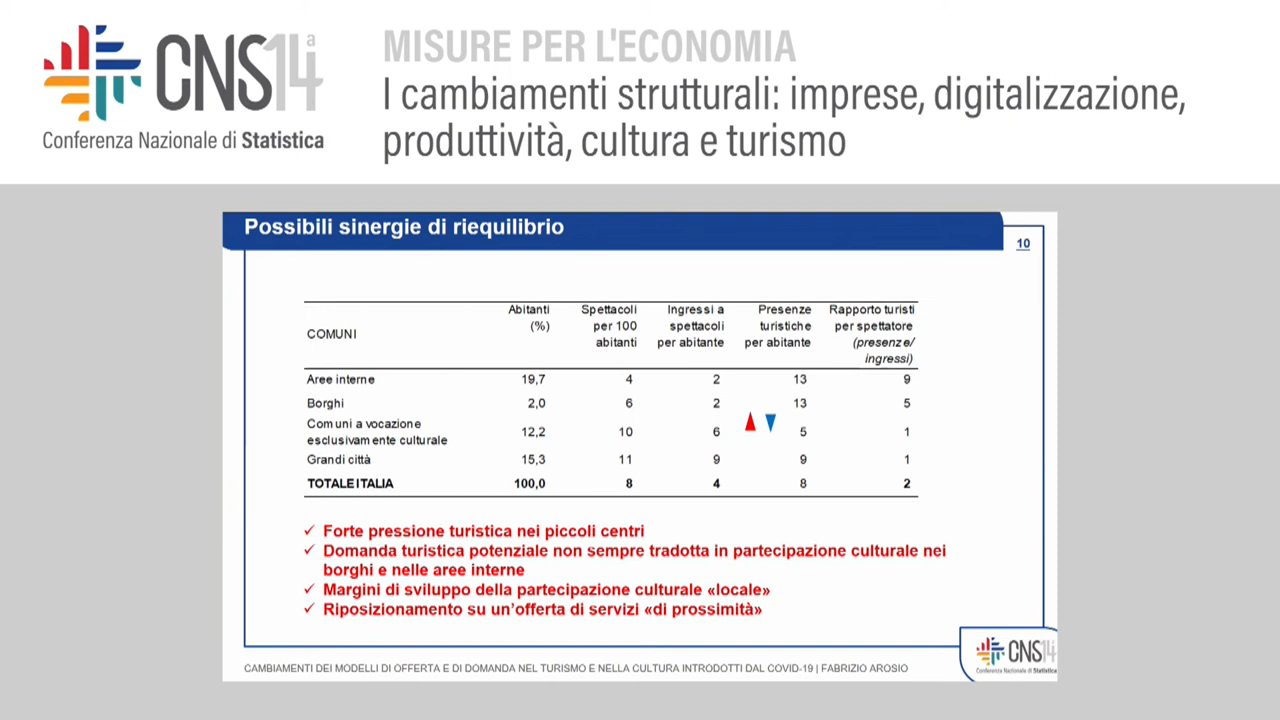 CNS14a
Conferenza Nazionale di Statistica
MISURE PER L'ECONOMIA
I cambiamenti strutturali: imprese, digitalizzazione,
produttività, cultura e turismo
Possibili sinergie di riequilibrio
10
COMUNI
Abitanti
(%)
Spettacoli
per 100
abitanti
Ingressi a
spettacoli
per abitante
Presenze
turistiche
per abitante
Rapporto turisti
per spettatore
(presenze/
ingressi)
Aree interne 19,7 4 2 13 9
Borghi 2,0 6 2 13 5
Comuni a vocazione
esclusivamente culturale 12,2 10 6 5 1
Grandi città 15,3 11 9 9 1
TOTALE ITALIA 100,0 8 4 8 2
✓ Forte pressione turistica nei piccoli centri
✓ Domanda turistica potenziale non sempre tradotta in partecipazione culturale nei
borghi e nelle aree interne
✓ Margini di sviluppo della partecipazione culturale «locale»
✓ Riposizionamento su un'offerta di servizi «di prossimità»
CAMBIAMENTI DEI MODELLI DI OFFERTA E DI DOMANDA NEL TURISMO E NELLA CULTURA INTRODOTTI DAL COVID-19 | FABRIZIO AROSIO
CNS14
Conferenza Nazionale di Statistica